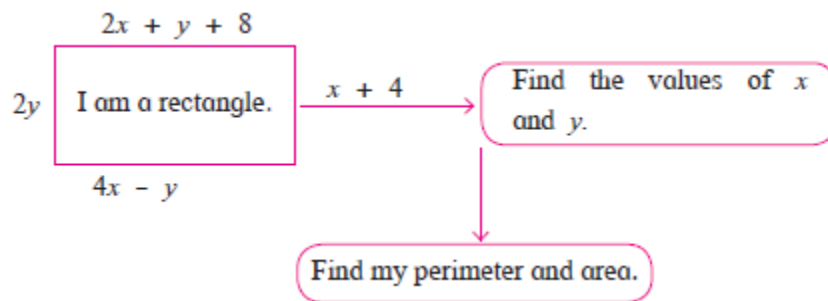 2x + y + 8
2y
I am a rectangle.
x + 4
Find the values of x
and y.
4x - y
Find my perimeter and area.